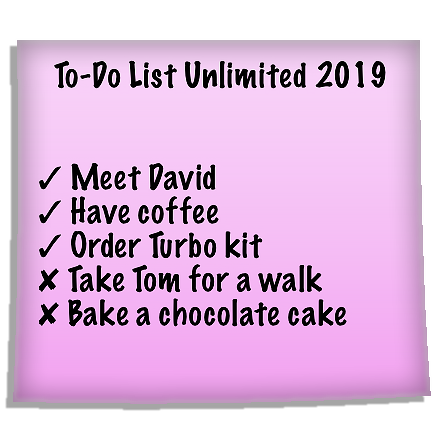 To-Do List Unlimited 2019
✓ Meet David
✓ Have coffee
✓ Order Turbo kit
✘ Take Tom for a walk
✘ Bake a chocolate cake